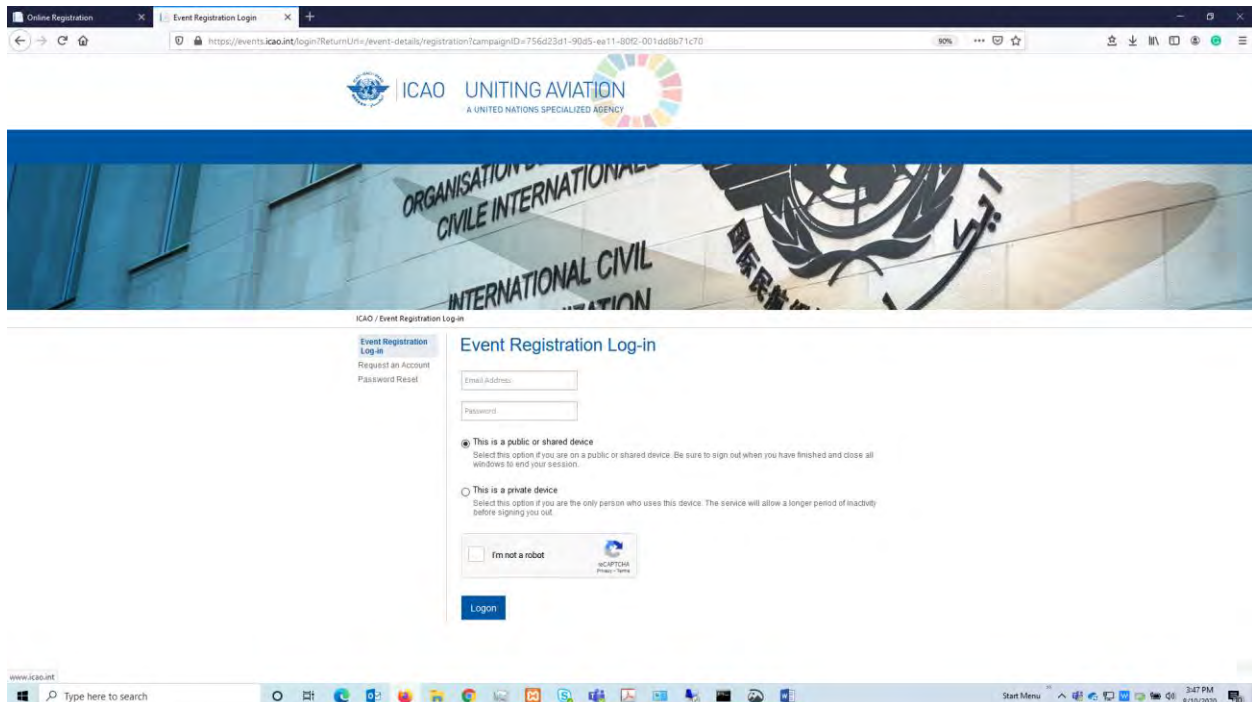 Online Registration
Event Registration Login
https://events.icao.int/login?ReturnUrl=/event-details/registration?campaignID=756d23d1-90d5-ea11-80f2-001dd8b71c70
90%
ICAO
UNITING AVIATION
A UNITED NATIONS SPECIALIZED AGENCY
ORGANISATION
CIVILE INTERNATIONALE
INTERNATIONAL CIVIL
ICAO / Event Registration Log-in
Event Registration
Log-in
Request an Account
Password Reset
Event Registration Log-in
Email Address
Password
This is a public or shared device
Select this option if you are on a public or shared device. Be sure to sign out when you have finished and close all
windows to end your session.
This is a private device
Select this option if you are the only person who uses this device. The service will allow a longer period of inactivity
before signing you out.
I'm not a robot
reCAPTCHA
Privacy - Terms
Logon
www.icao.int
Type here to search
Start Menu
3:47 PM